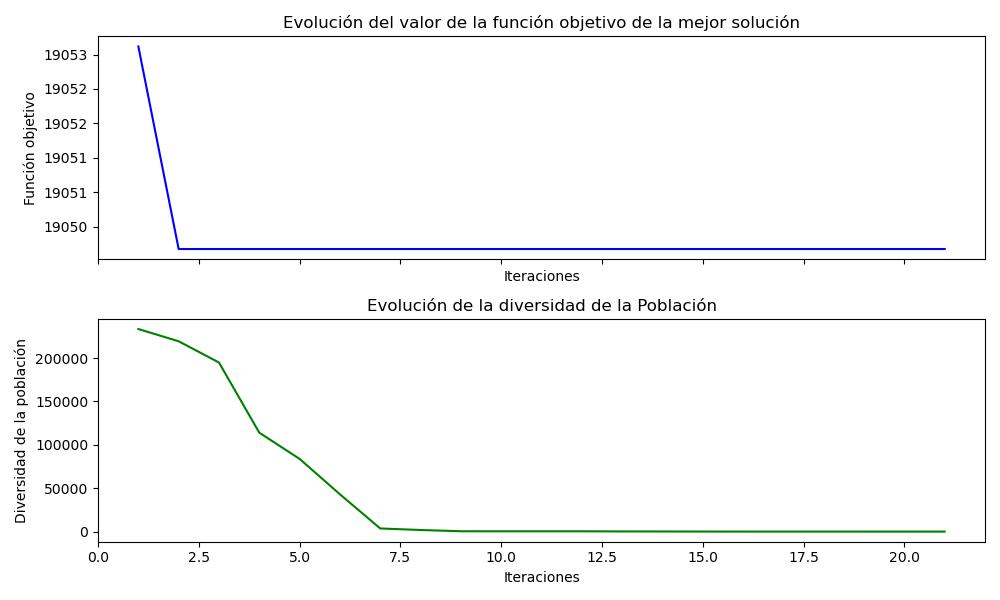 Evolución del valor de la función objetivo de la mejor solución
19053
19052
19052
19051
19051
19050
Función objetivo
Iteraciones
Evolución de la diversidad de la Población
200000
150000
100000
50000
0
Diversidad de la población
0.0 2.5 5.0 7.5 10.0 12.5 15.0 17.5 20.0
Iteraciones